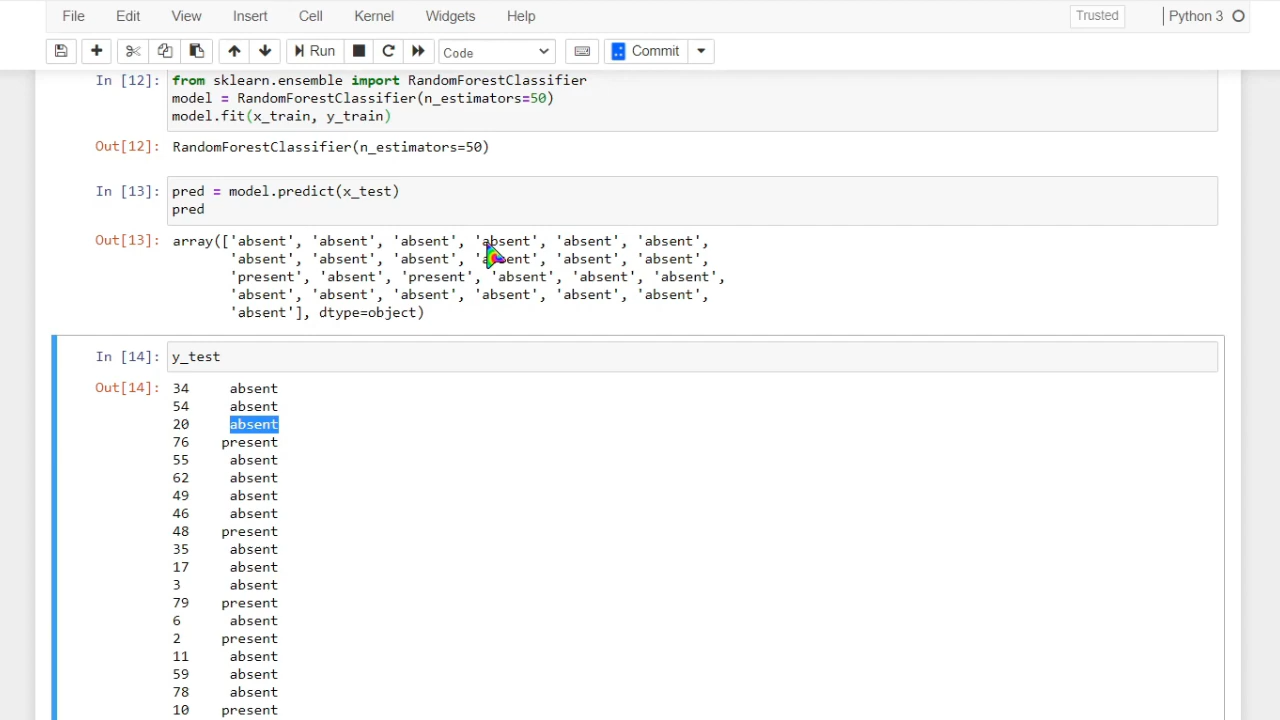 File Edit View Insert Cell Kernel Widgets Help Trusted Python 3
Run Code Commit
In [12]: from sklearn.ensemble import RandomForestClassifier
model = RandomForestClassifier(n_estimators=50)
model.fit(x_train, y_train)
Out[12]: RandomForestClassifier(n_estimators=50)
In [13]: pred = model.predict(x_test)
pred
Out[13]: array(['absent', 'absent', 'absent', 'absent', 'absent', 'absent',
'absent', 'absent', 'absent', 'absent', 'absent', 'absent',
'present', 'absent', 'present', 'absent', 'absent', 'absent',
'absent', 'absent', 'absent', 'absent', 'absent', 'absent',
'absent'], dtype=object)
In [14]: y_test
Out[14]: 34 absent
54 absent
20 absent
76 present
55 absent
62 absent
49 absent
46 absent
48 present
35 absent
17 absent
3 absent
79 present
6 absent
2 present
11 absent
59 absent
78 absent
10 present